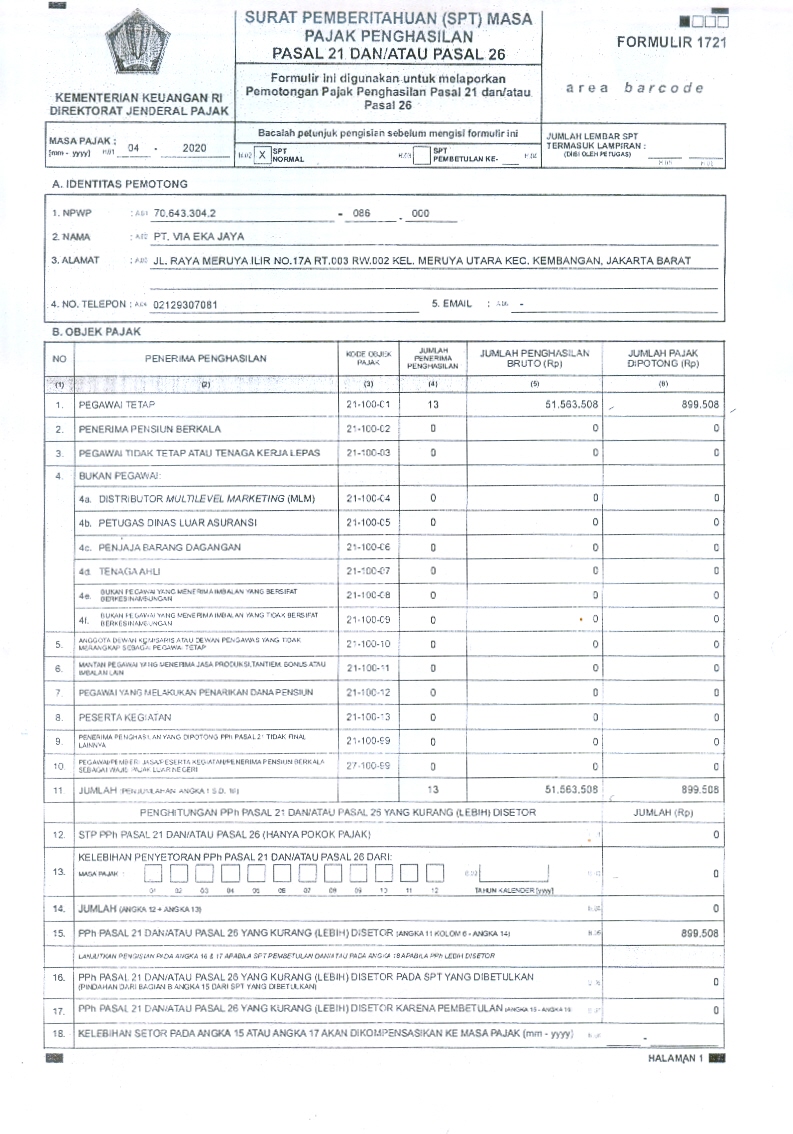 SURAT PEMBERITAHUAN (SPT) MASA
PAJAK PENGHASILAN
PASAL 21 DAN/ATAU PASAL 26
FORMULIR 1721
Formulir ini digunakan untuk melaporkan
Pemotongan Pajak Penghasilan Pasal 21 dan/atau
Pasal 26
area barcode
KEMENTERIAN KEUANGAN RI
DIREKTORAT JENDERAL PAJAK
MASA PAJAK :
[mm - yyyy] H.01 04 - 2020
Bacalah petunjuk pengisian sebelum mengisi formulir ini
H.02 X SPT NORMAL H.03 SPT PEMBETULAN KE- H.04
JUMLAH LEMBAR SPT
TERMASUK LAMPIRAN :
(DIISI OLEH PETUGAS) H.05
A. IDENTITAS PEMOTONG
1. NPWP : A.01 70.643.304.2 - 086 . 000
2. NAMA : A.02 PT. VIA EKA JAYA
3. ALAMAT : A.03 JL. RAYA MERUYA ILIR NO.17A RT.003 RW.002 KEL. MERUYA UTARA KEC. KEMBANGAN, JAKARTA BARAT
4. NO. TELEPON : A.04 02129307081 5. EMAIL : A.05 -
B. OBJEK PAJAK
NO PENERIMA PENGHASILAN KODE OBJEK PAJAK JUMLAH PENERIMA PENGHASILAN JUMLAH PENGHASILAN BRUTO (Rp) JUMLAH PAJAK DIPOTONG (Rp)
(1) (2) (3) (4) (5) (6)
1. PEGAWAI TETAP 21-100-01 13 51.563.508 899.508
2. PENERIMA PENSIUN BERKALA 21-100-02 0 0 0
3. PEGAWAI TIDAK TETAP ATAU TENAGA KERJA LEPAS 21-100-03 0 0 0
4. BUKAN PEGAWAI:
4a. DISTRIBUTOR MULTILEVEL MARKETING (MLM) 21-100-04 0 0 0
4b. PETUGAS DINAS LUAR ASURANSI 21-100-05 0 0 0
4c. PENJAJA BARANG DAGANGAN 21-100-06 0 0 0
4d. TENAGA AHLI 21-100-07 0 0 0
4e. BUKAN PEGAWAI YANG MENERIMA IMBALAN YANG BERSIFAT BERKESINAMBUNGAN 21-100-08 0 0 0
4f. BUKAN PEGAWAI YANG MENERIMA IMBALAN YANG TIDAK BERSIFAT BERKESINAMBUNGAN 21-100-09 0 0 0
5. ANGGOTA DEWAN KOMISARIS ATAU DEWAN PENGAWAS YANG TIDAK MERANGKAP SEBAGAI PEGAWAI TETAP 21-100-10 0 0 0
6. MANTAN PEGAWAI YANG MENERIMA JASA PRODUKSI, TANTIEM, BONUS ATAU IMBALAN LAIN 21-100-11 0 0 0
7. PEGAWAI YANG MELAKUKAN PENARIKAN DANA PENSIUN 21-100-12 0 0 0
8. PESERTA KEGIATAN 21-100-13 0 0 0
9. PENERIMA PENGHASILAN YANG DIPOTONG PPh PASAL 21 TIDAK FINAL LAINNYA 21-100-99 0 0 0
10. PEGAWAI/PEMBERI JASA/PESERTA KEGIATAN/PENERIMA PENSIUN BERKALA SEBAGAI WAJIB PAJAK LUAR NEGERI 27-100-99 0 0 0
11. JUMLAH (PENJUMLAHAN ANGKA 1 S.D. 10) 13 51.563.508 899.508
PENGHITUNGAN PPh PASAL 21 DAN/ATAU PASAL 26 YANG KURANG (LEBIH) DISETOR JUMLAH (Rp)
12. STP PPh PASAL 21 DAN/ATAU PASAL 26 (HANYA POKOK PAJAK) 0
13. KELEBIHAN PENYETORAN PPh PASAL 21 DAN/ATAU PASAL 26 DARI:
MASA PAJAK : 0
01 02 03 04 05 06 07 08 09 10 11 12 TAHUN KALENDER [yyyy]
14. JUMLAH (ANGKA 12 + ANGKA 13) 0
15. PPh PASAL 21 DAN/ATAU PASAL 26 YANG KURANG (LEBIH) DISETOR (ANGKA 11 KOLOM 6 - ANGKA 14) 899.508
LANJUTKAN PENGISIAN PADA ANGKA 16 & 17 APABILA SPT PEMBETULAN DAN/ATAU PADA ANGKA 18 APABILA PPh LEBIH DISETOR
16. PPh PASAL 21 DAN/ATAU PASAL 26 YANG KURANG (LEBIH) DISETOR PADA SPT YANG DIBETULKAN
(PINDAHAN DARI BAGIAN B ANGKA 15 DARI SPT YANG DIBETULKAN) 0
17. PPh PASAL 21 DAN/ATAU PASAL 26 YANG KURANG (LEBIH) DISETOR KARENA PEMBETULAN (ANGKA 15 - ANGKA 16) 0
18. KELEBIHAN SETOR PADA ANGKA 15 ATAU ANGKA 17 AKAN DIKOMPENSASIKAN KE MASA PAJAK (mm - yyyy) -
HALAMAN 1